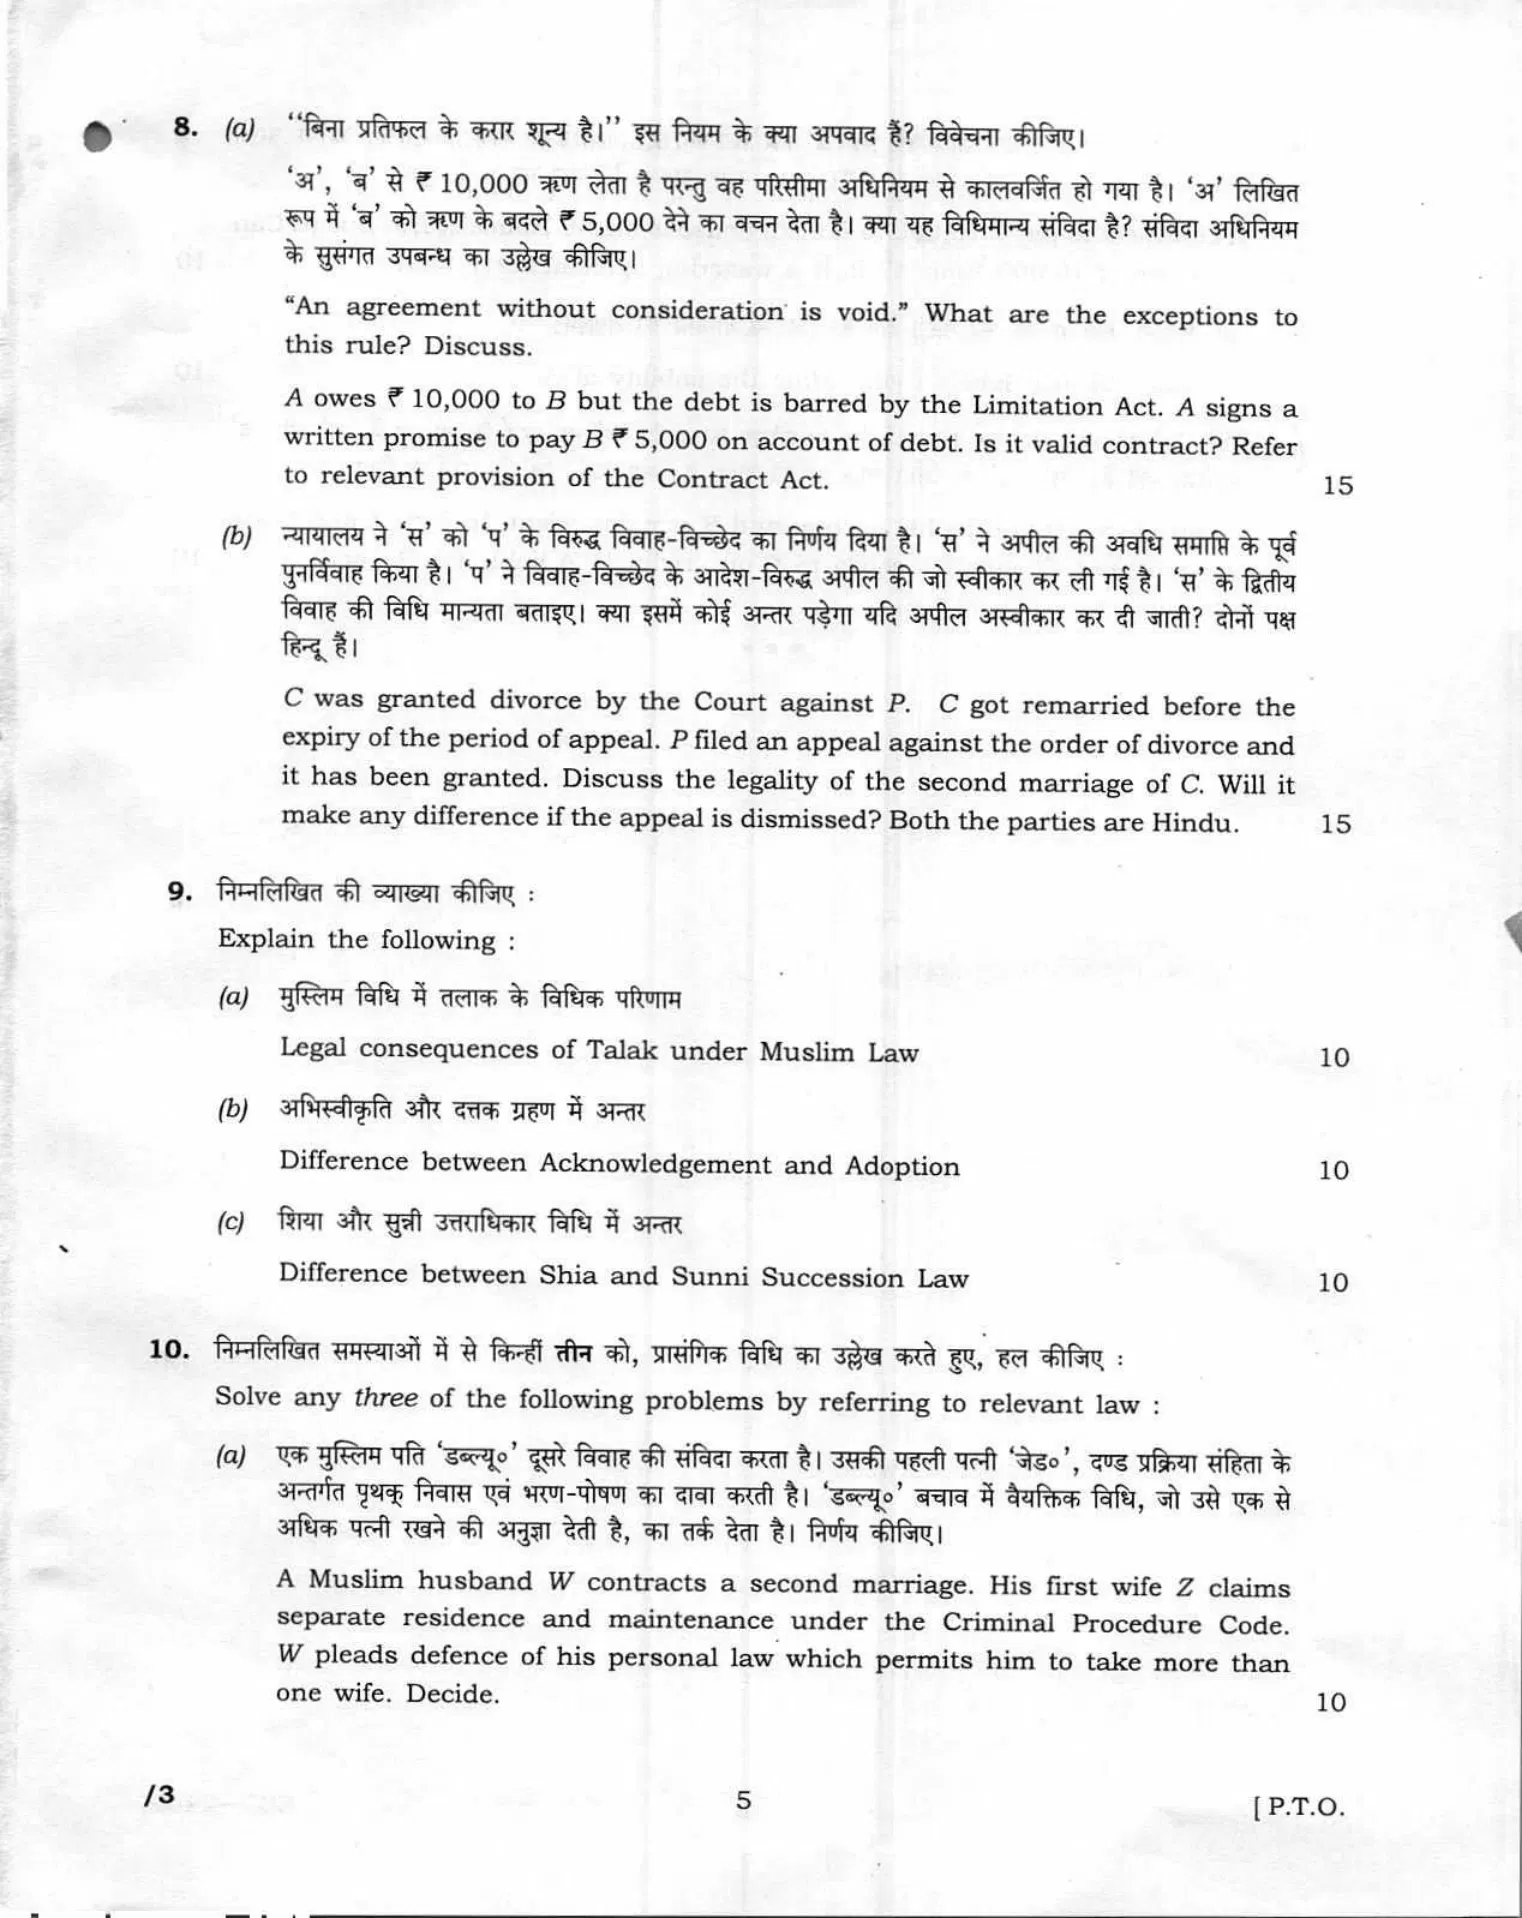 8. (a) ‘‘बिना प्रतिफल के करार शून्य है।’’ इस नियम के क्या अपवाद हैं? विवेचना कीजिए।
‘अ’, ‘ब’ से ₹ 10,000 ऋण लेता है परन्तु वह परिसीमा अधिनियम से कालवर्जित हो गया है। ‘अ’ लिखित
रूप में ‘ब’ को ऋण के बदले ₹ 5,000 देने का वचन देता है। क्या यह विधिमान्य संविदा है? संविदा अधिनियम
के सुसंगत उपबन्ध का उल्लेख कीजिए।
“An agreement without consideration is void.” What are the exceptions to
this rule? Discuss.
A owes ₹ 10,000 to B but the debt is barred by the Limitation Act. A signs a
written promise to pay B ₹ 5,000 on account of debt. Is it valid contract? Refer
to relevant provision of the Contract Act. 15
(b) न्यायालय ने ‘स’ को ‘प’ के विरुद्ध विवाह-विच्छेद का निर्णय दिया है। ‘स’ ने अपील की अवधि समाप्ति के पूर्व
पुनर्विवाह किया है। ‘प’ ने विवाह-विच्छेद के आदेश-विरुद्ध अपील की जो स्वीकार कर ली गई है। ‘स’ के द्वितीय
विवाह की विधि मान्यता बताइए। क्या इसमें कोई अन्तर पड़ेगा यदि अपील अस्वीकार कर दी जाती? दोनों पक्ष
हिन्दू हैं।
C was granted divorce by the Court against P. C got remarried before the
expiry of the period of appeal. P filed an appeal against the order of divorce and
it has been granted. Discuss the legality of the second marriage of C. Will it
make any difference if the appeal is dismissed? Both the parties are Hindu. 15
9. निम्नलिखित की व्याख्या कीजिए :
Explain the following :
(a) मुस्लिम विधि में तलाक के विधिक परिणाम
Legal consequences of Talak under Muslim Law 10
(b) अभिस्वीकृति और दत्तक ग्रहण में अन्तर
Difference between Acknowledgement and Adoption 10
(c) शिया और सुन्नी उत्तराधिकार विधि में अन्तर
Difference between Shia and Sunni Succession Law 10
10. निम्नलिखित समस्याओं में से किन्हीं तीन को, प्रासंगिक विधि का उल्लेख करते हुए, हल कीजिए :
Solve any three of the following problems by referring to relevant law :
(a) एक मुस्लिम पति ‘डब्ल्यू०’ दूसरे विवाह की संविदा करता है। उसकी पहली पत्नी ‘जेड०’, दण्ड प्रक्रिया संहिता के
अन्तर्गत पृथक् निवास एवं भरण-पोषण का दावा करती है। ‘डब्ल्यू०’ बचाव में वैयक्तिक विधि, जो उसे एक से
अधिक पत्नी रखने की अनुज्ञा देती है, का तर्क देता है। निर्णय कीजिए।
A Muslim husband W contracts a second marriage. His first wife Z claims
separate residence and maintenance under the Criminal Procedure Code.
W pleads defence of his personal law which permits him to take more than
one wife. Decide. 10
/3 5 [ P.T.O.